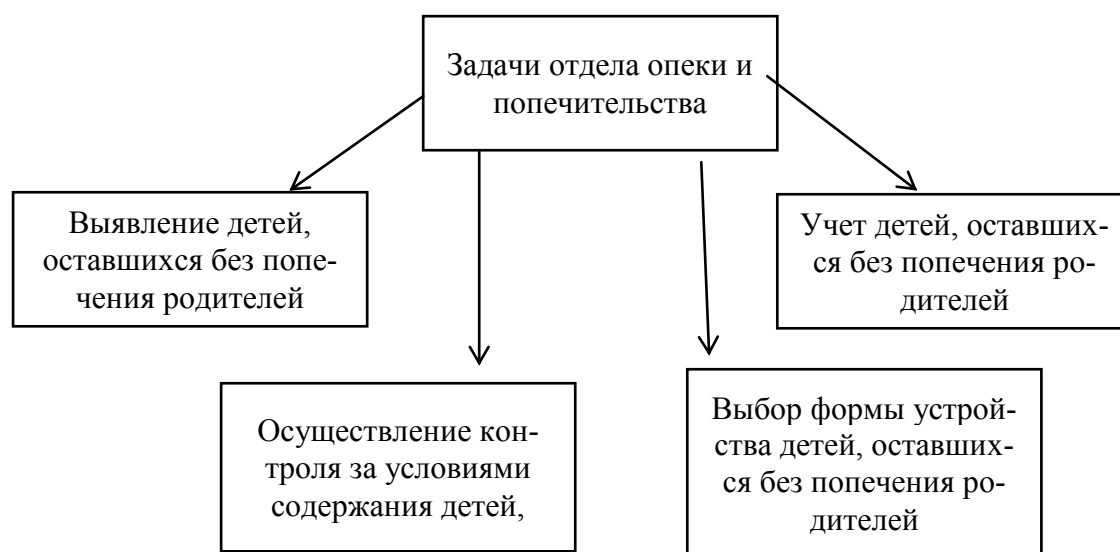 Задачи отдела опеки и
попечительства
Выявление детей,
оставшихся без попе-
чения родителей
Учет детей, оставших-
ся без попечения ро-
дителей
Осуществление кон-
троля за условиями
содержания детей,
Выбор формы устрой-
ства детей, оставших-
ся без попечения ро-
дителей